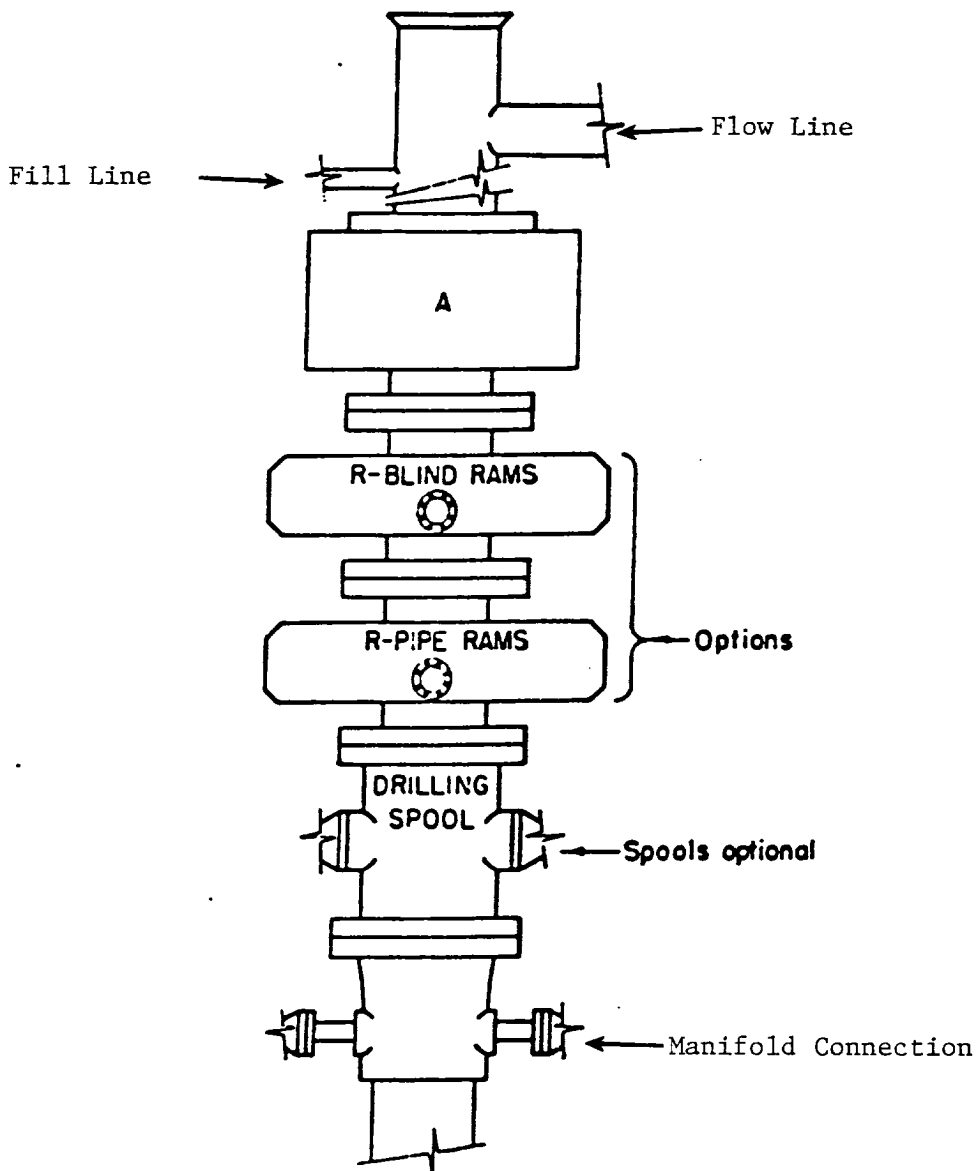 Flow Line
Fill Line
A
R-BLIND RAMS
R-PIPE RAMS
Options
DRILLING
SPOOL
Spools optional
Manifold Connection